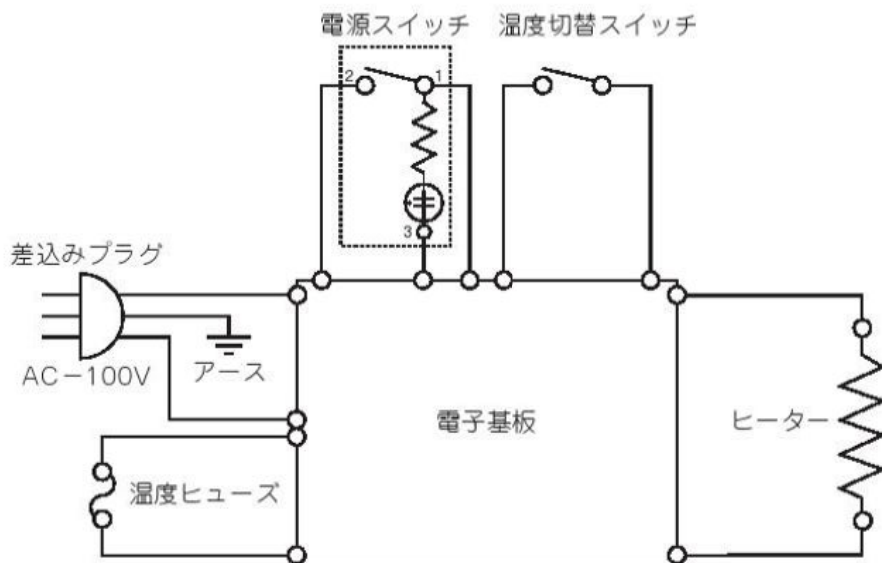 電源スイッチ
温度切替スイッチ
2
1
3
差込みプラグ
AC－100V
アース
電子基板
ヒーター
温度ヒューズ